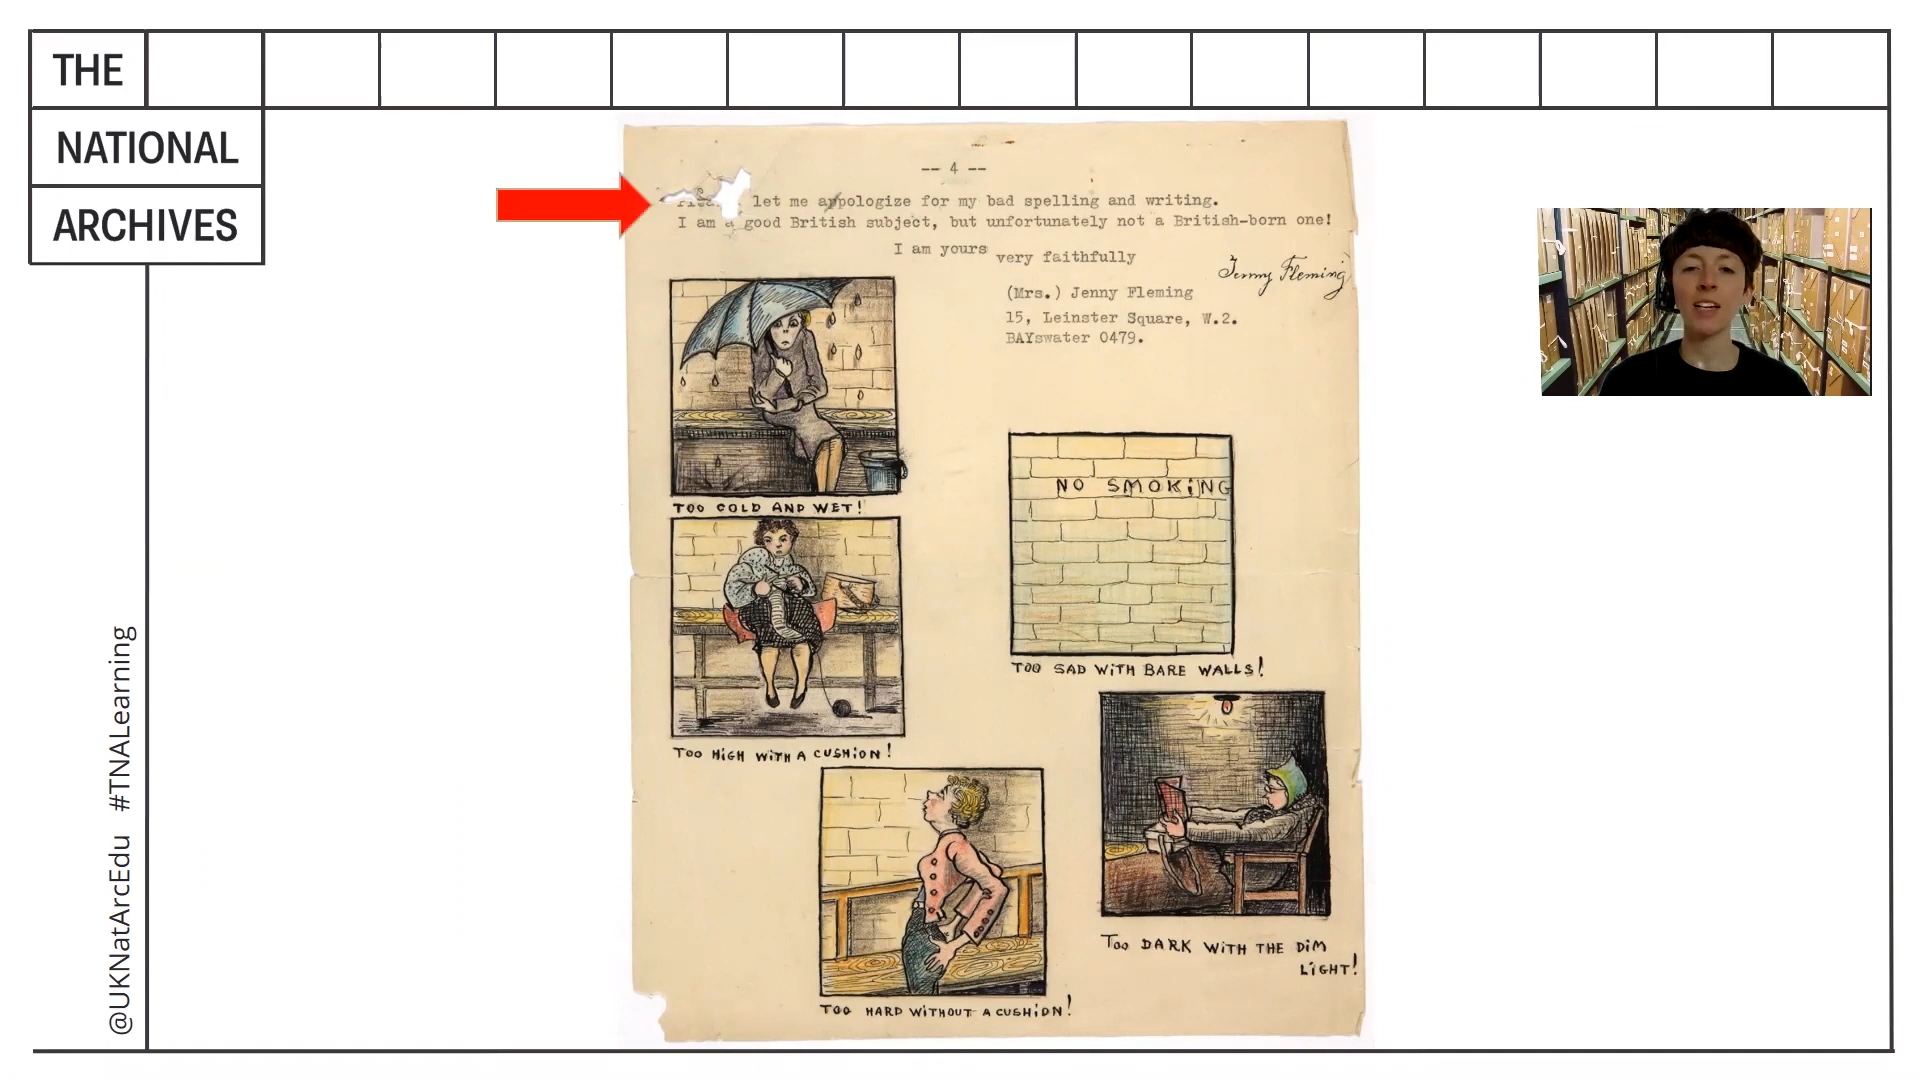 THE
NATIONAL
ARCHIVES
@UKNatArcEdu #TNALearning
-- 4 --
let me appologize for my bad spelling and writing.
I am a good British subject, but unfortunately not a British-born one!
I am yours very faithfully
Jenny Fleming
(Mrs.) Jenny Fleming
15, Leinster Square, W.2.
BAYswater 0479.
TOO COLD AND WET!
NO SMOKiNG
TOO SAD WiTH BARE WALLS!
TOO HiGH WiTH A CUSHiON!
TOO DARK WiTH THE DiM
LiGHT!
TOO HARD WiTHOUT A CUSHiON!